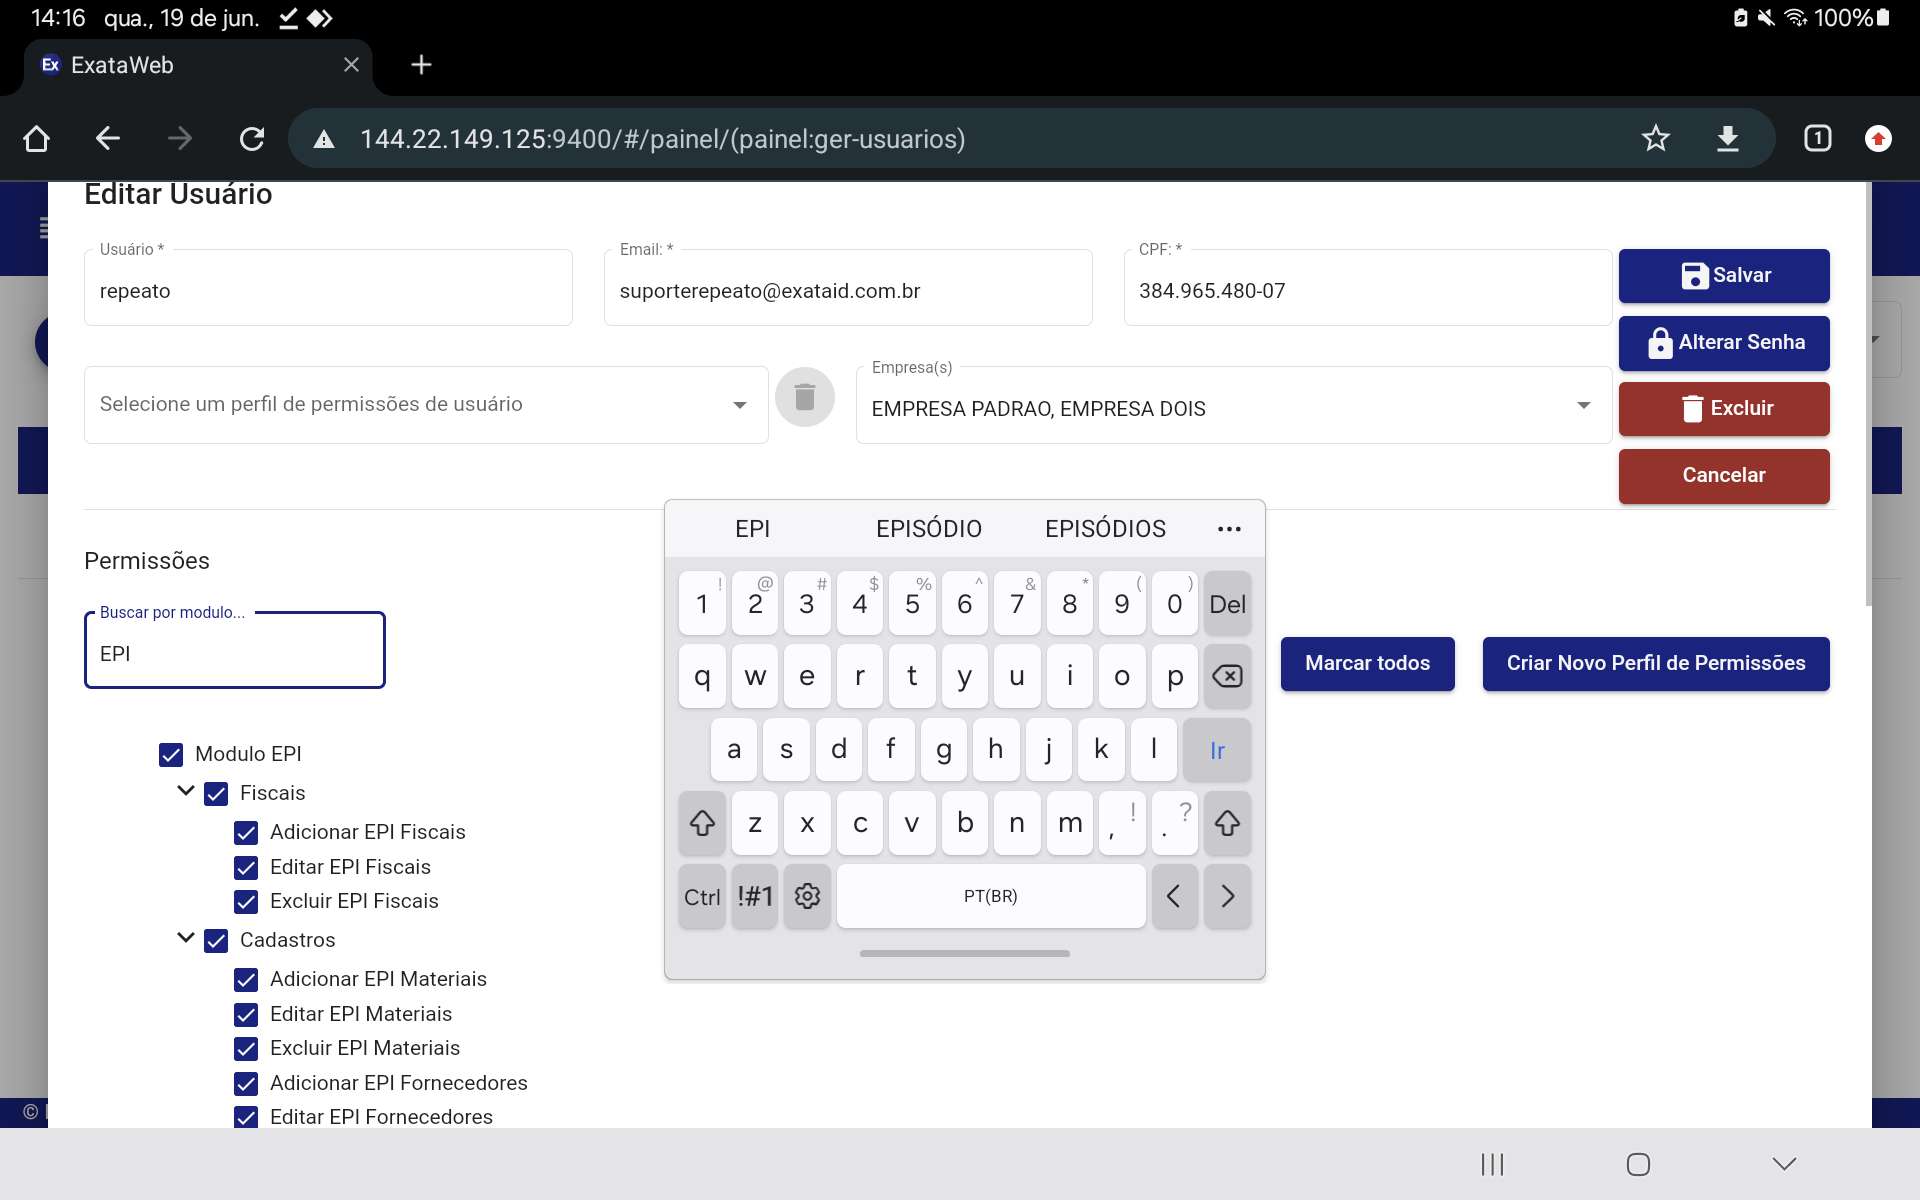 14:16 qua., 19 de jun. 100%
Ex ExataWeb
144.22.149.125:9400/#/painel/(painel:ger-usuarios) 1
Editar Usuário
Usuário * Email: * CPF: *
repeato suporterepeato@exataid.com.br 384.965.480-07 Salvar
Alterar Senha
Empresa(s)
Selecione um perfil de permissões de usuário EMPRESA PADRAO, EMPRESA DOIS Excluir
Cancelar
EPI EPISÓDIO EPISÓDIOS ...
Permissões
! @ # $ % ^ & * ( )
1 2 3 4 5 6 7 8 9 0 Del
Buscar por modulo...
EPI
Marcar todos Criar Novo Perfil de Permissões
q w e r t y u i o p
a s d f g h j k l Ir
Modulo EPI
Fiscais
! ?
z x c v b n m , .
Adicionar EPI Fiscais
Editar EPI Fiscais
Excluir EPI Fiscais
Ctrl !#1 PT(BR) < >
Cadastros
Adicionar EPI Materiais
Editar EPI Materiais
Excluir EPI Materiais
Adicionar EPI Fornecedores
Editar EPI Fornecedores
©